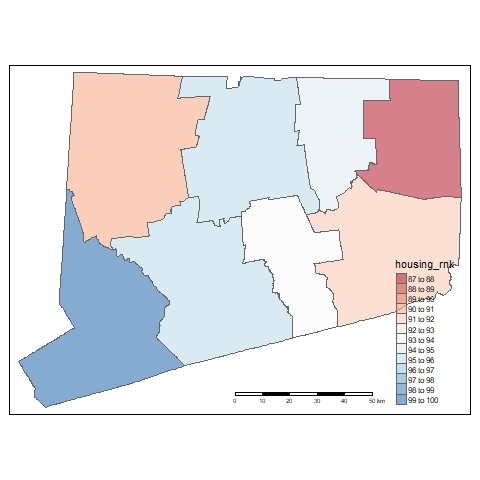 housing_rnk
87 to 88
88 to 89
89 to 90
90 to 91
91 to 92
92 to 93
93 to 94
94 to 95
95 to 96
96 to 97
97 to 98
98 to 99
99 to 100
0 10 20 30 40 50 km